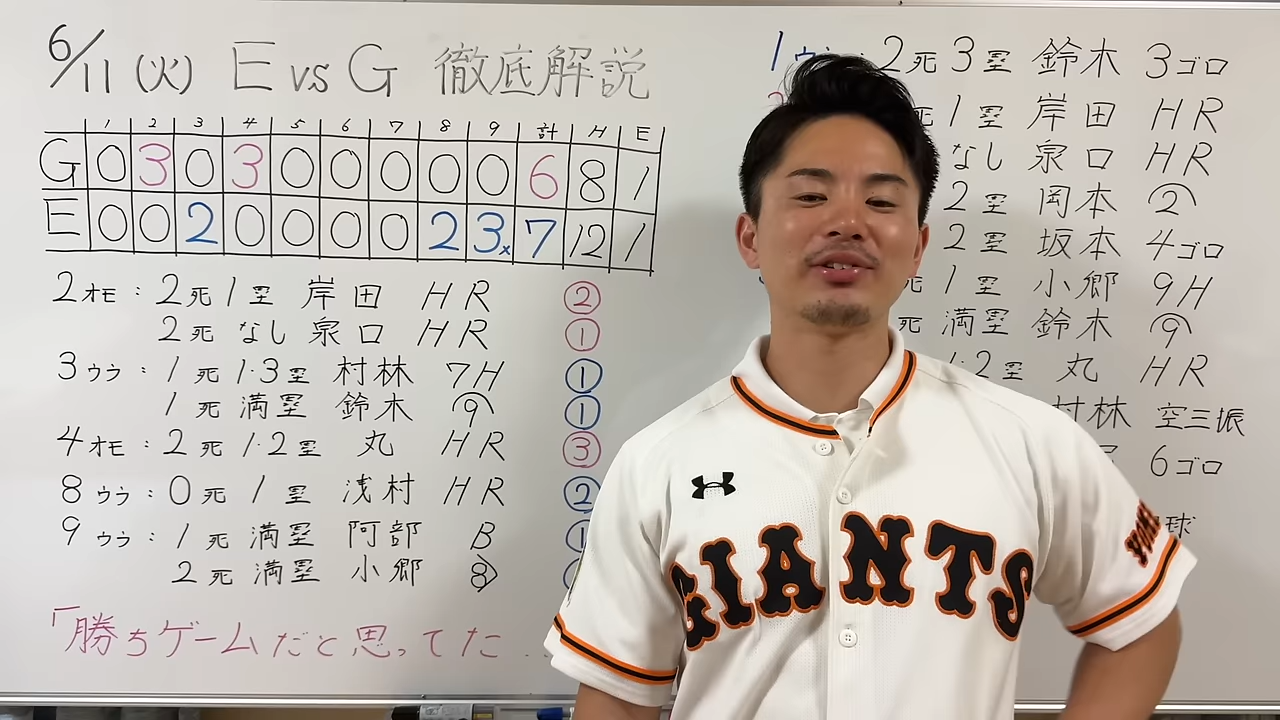 6/11(火) E vs G 徹底解説
1 2 3 4 5 6 7 8 9 計 H E
G 0 3 0 3 0 0 0 0 0 6 8 1
E 0 0 2 0 0 0 0 2 3x 7 12 1
2オモ:2死1塁 岸田 HR ②
2死なし 泉口 HR ①
3ウラ:1死1・3塁 村林 7H ①
1死満塁 鈴木 9 ①
4オモ:2死1・2塁 丸 HR ③
8ウラ:0死1塁 浅村 HR ②
9ウラ:1死満塁 阿部 B
2死満塁 小郷 8
「勝ちゲームだと思ってた
1ウラ:2死3塁 鈴木 3ゴロ
死1塁 岸田 HR
なし 泉口 HR
2塁 岡本 2
2塁 坂本 4ゴロ
死1塁 小郷 9H
死満塁 鈴木 9
1・2塁 丸 HR
村林 空三振
6ゴロ
球
GIANTS